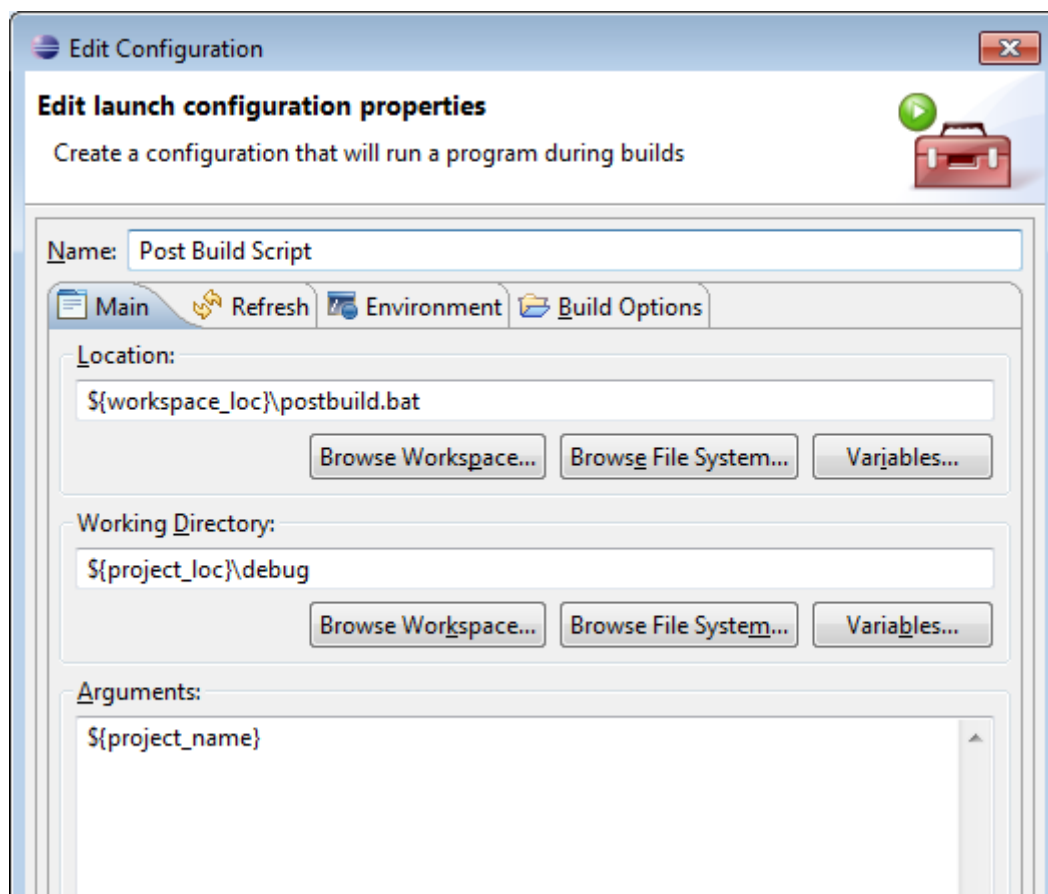 Edit Configuration
Edit launch configuration properties
Create a configuration that will run a program during builds
Name: Post Build Script
Main Refresh Environment Build Options
Location:
${workspace_loc}\postbuild.bat
Browse Workspace... Browse File System... Variables...
Working Directory:
${project_loc}\debug
Browse Workspace... Browse File System... Variables...
Arguments:
${project_name}